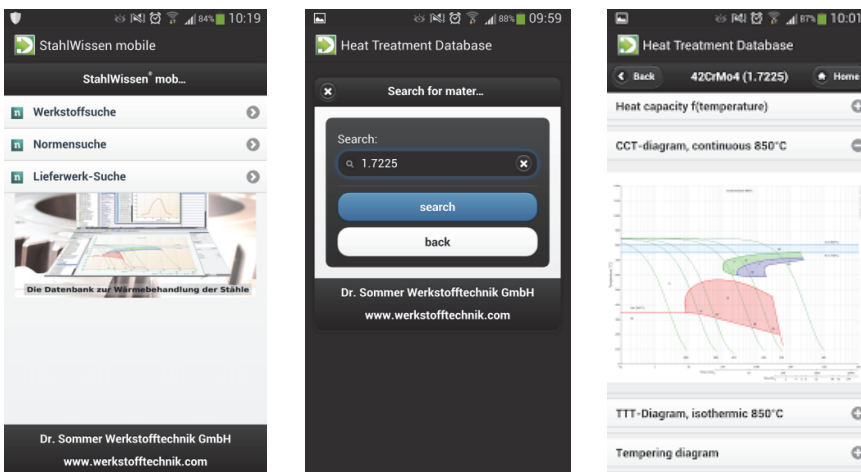 84% 10:19
StahlWissen mobile
StahlWissen® mob...
Werkstoffsuche
Normensuche
Lieferwerk-Suche
Die Datenbank zur Wärmebehandlung der Stähle
Dr. Sommer Werkstofftechnik GmbH
www.werkstofftechnik.com
88% 09:59
Heat Treatment Database
Search for mater...
Search:
1.7225
search
back
Dr. Sommer Werkstofftechnik GmbH
www.werkstofftechnik.com
87% 10:01
Heat Treatment Database
Back 42CrMo4 (1.7225) Home
Heat capacity f(temperature)
CCT-diagram, continuous 850°C
TTT-Diagram, isothermic 850°C
Tempering diagram